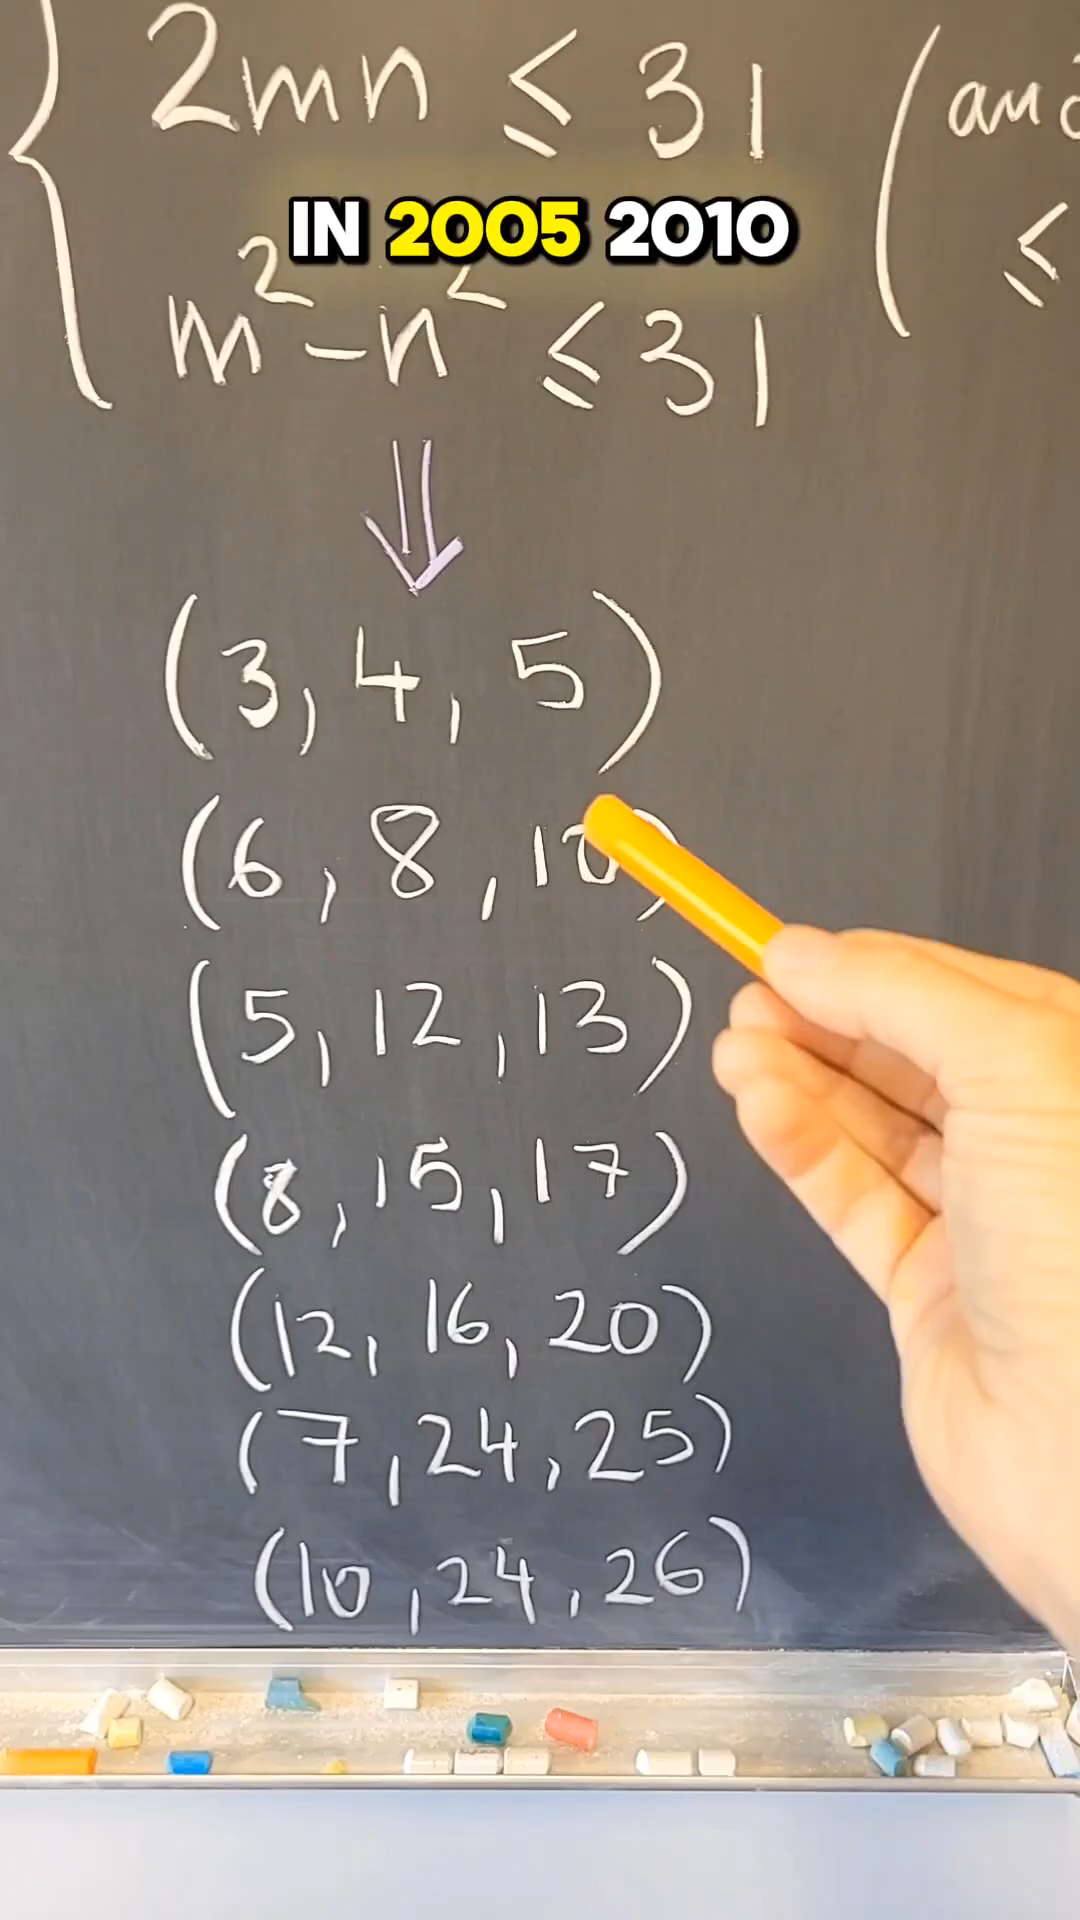 2mn ≤ 31 (and
IN 2005 2010
≤
m² - n² ≤ 31
(3, 4, 5)
(6, 8, 10)
(5, 12, 13)
(8, 15, 17)
(12, 16, 20)
(7, 24, 25)
(10, 24, 26)